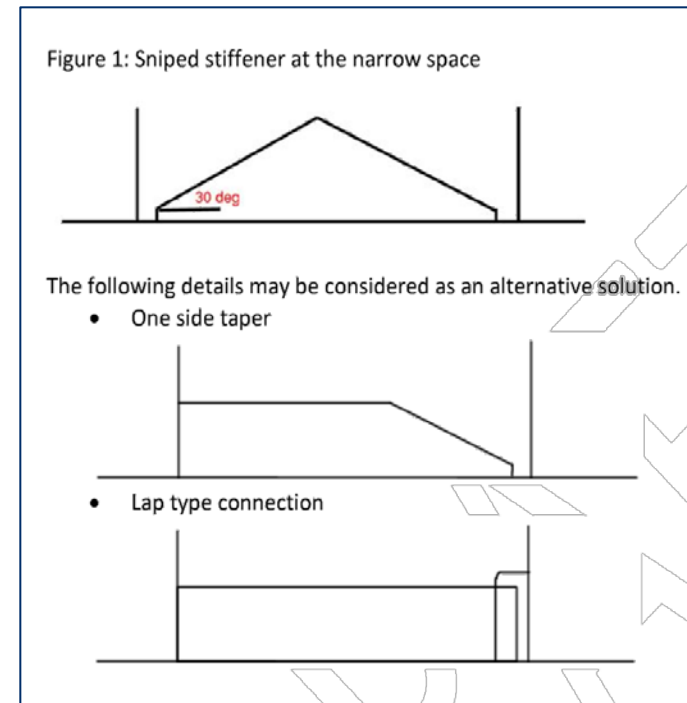 Figure 1: Sniped stiffener at the narrow space
30 deg
The following details may be considered as an alternative solution.
• One side taper
• Lap type connection